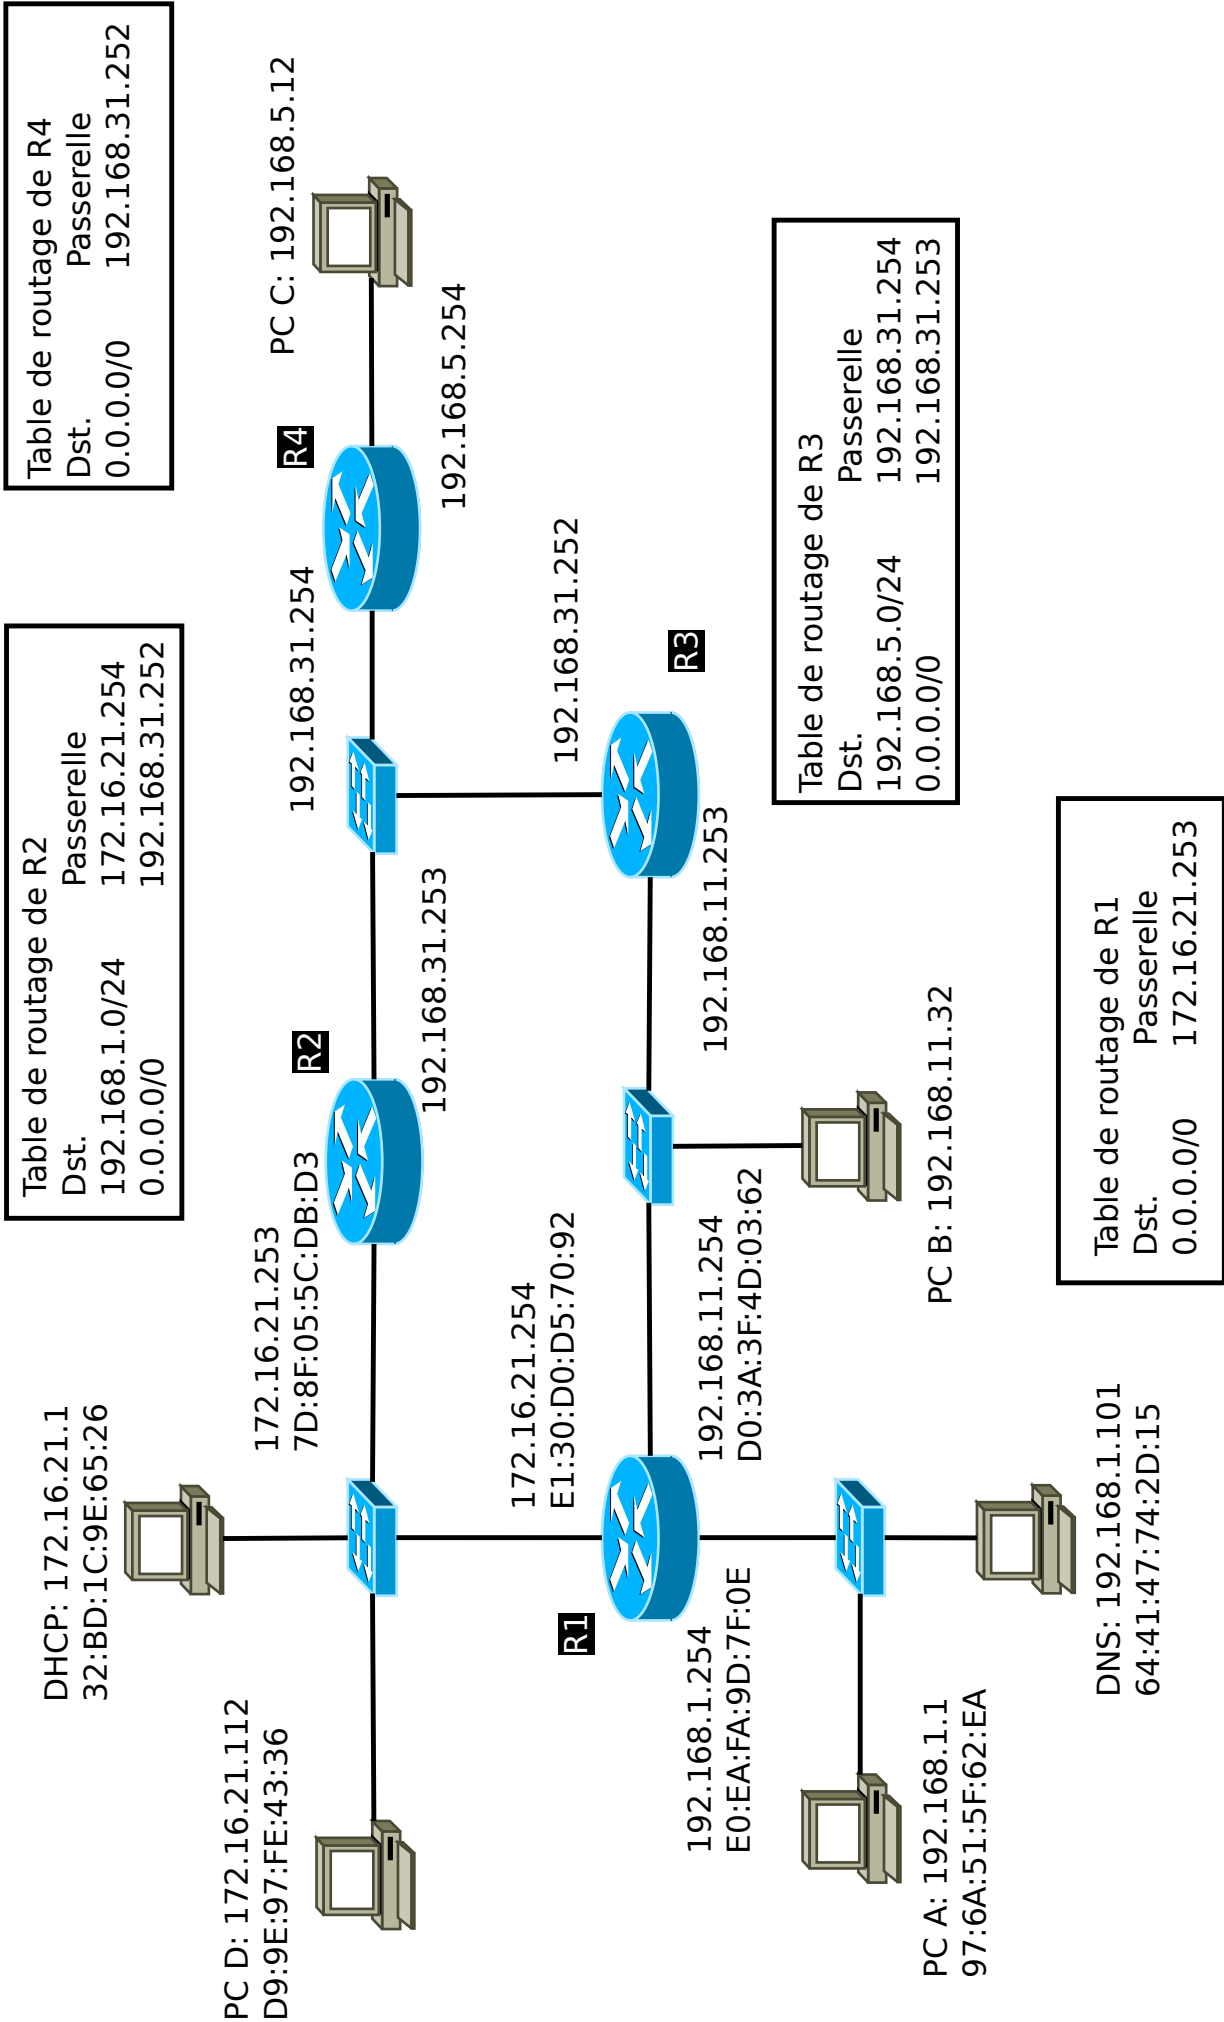 DHCP: 172.16.21.1
32:BD:1C:9E:65:26
Table de routage de R2
Dst. Passerelle
192.168.1.0/24 172.16.21.254
0.0.0.0/0 192.168.31.252
Table de routage de R4
Dst. Passerelle
0.0.0.0/0 192.168.31.252
PC D: 172.16.21.112
D9:9E:97:FE:43:36
172.16.21.253
7D:8F:05:5C:DB:D3
R2
192.168.31.254
R4
PC C: 192.168.5.12
192.168.31.253
192.168.5.254
172.16.21.254
E1:30:D0:D5:70:92
192.168.31.252
R1
R3
192.168.1.254
E0:EA:FA:9D:7F:0E
192.168.11.254
D0:3A:3F:4D:03:62
192.168.11.253
Table de routage de R3
Dst. Passerelle
192.168.5.0/24 192.168.31.254
0.0.0.0/0 192.168.31.253
PC A: 192.168.1.1
97:6A:51:5F:62:EA
PC B: 192.168.11.32
DNS: 192.168.1.101
64:41:47:74:2D:15
Table de routage de R1
Dst. Passerelle
0.0.0.0/0 172.16.21.253